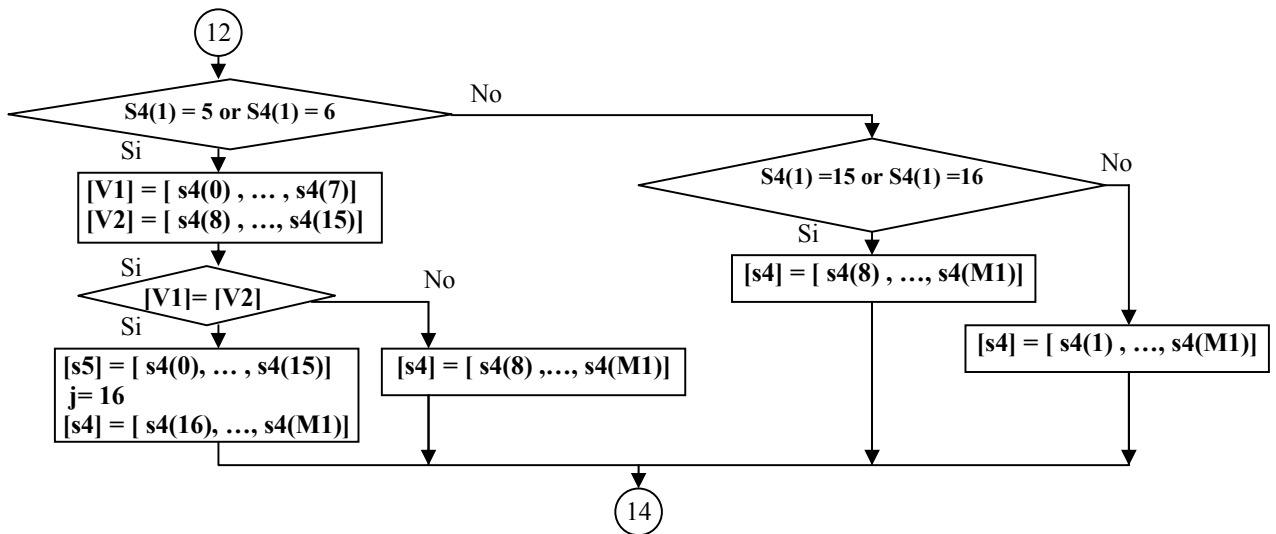 12
S4(1) = 5 or S4(1) = 6
No
Si
[V1] = [ s4(0) , … , s4(7)]
[V2] = [ s4(8) , …, s4(15)]
S4(1) =15 or S4(1) =16
No
Si
[s4] = [ s4(8) , …, s4(M1)]
Si
[V1]= [V2]
No
Si
[s5] = [ s4(0), … , s4(15)]
j= 16
[s4] = [ s4(16), …, s4(M1)]
[s4] = [ s4(8) ,…, s4(M1)]
[s4] = [ s4(1) , …, s4(M1)]
14